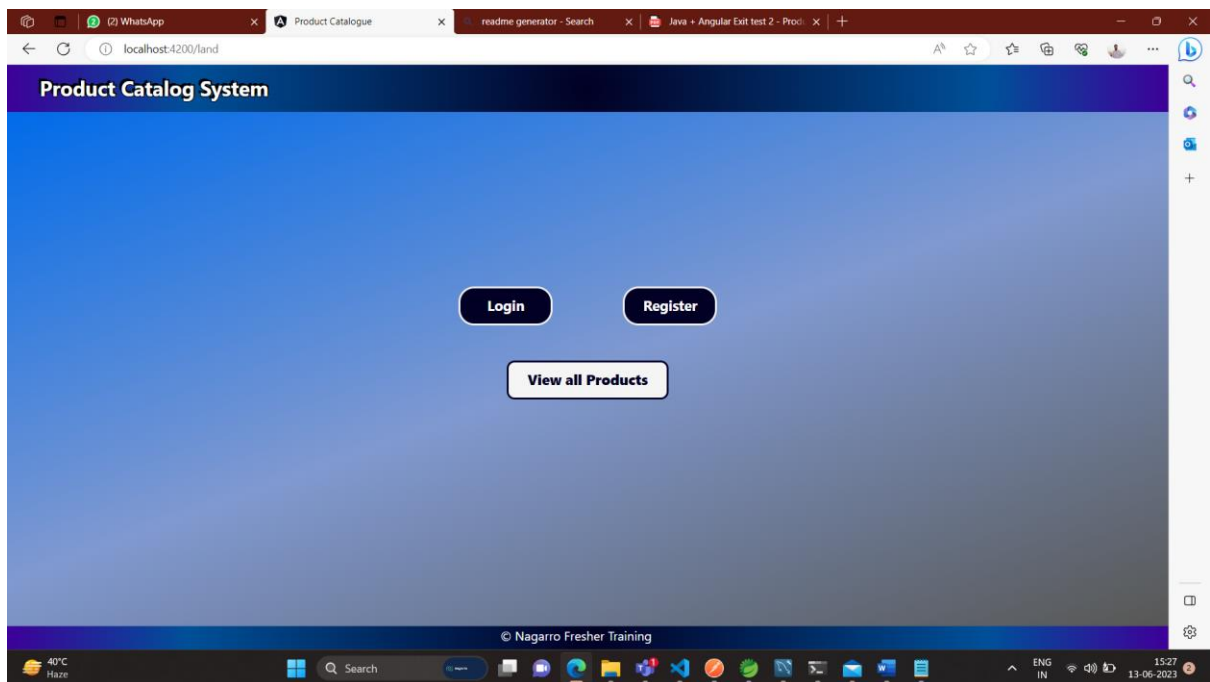 (2) WhatsApp
Product Catalogue
readme generator - Search
Java + Angular Exit test 2 - Prod
localhost:4200/land
Product Catalog System
Login
Register
View all Products
© Nagarro Fresher Training
40°C
Haze
Search
ENG
IN
15:27
13-06-2023
2